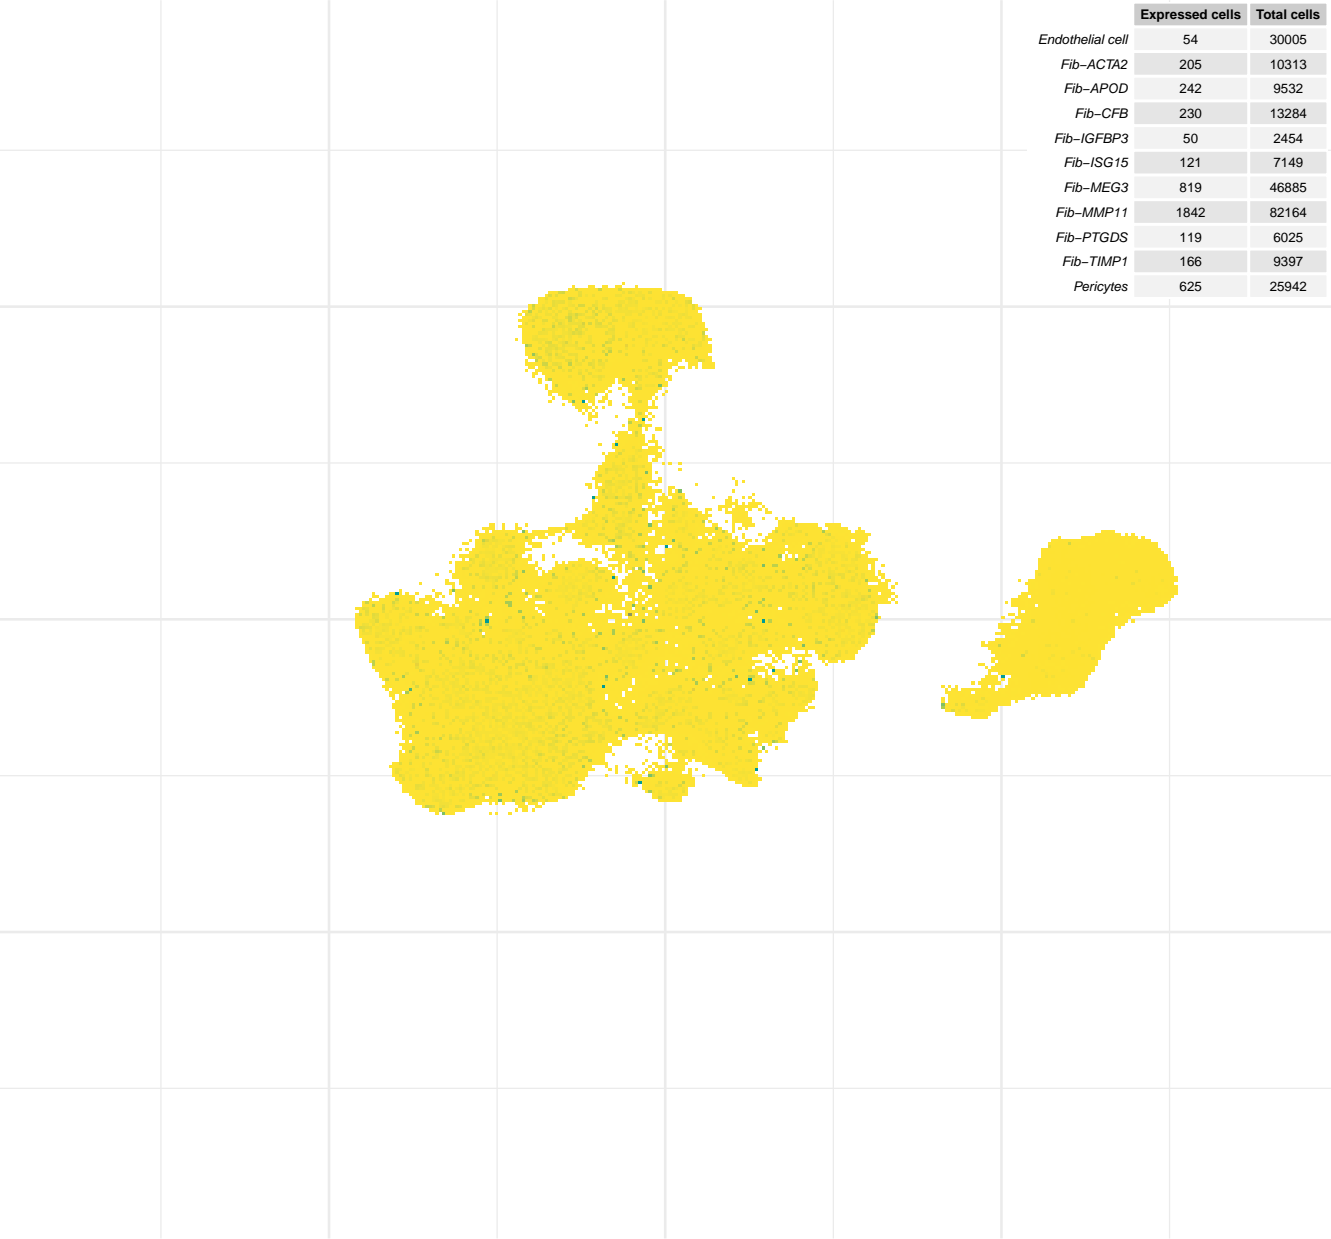 Expressed cells Total cells
Endothelial cell 54 30005
Fib−ACTA2 205 10313
Fib−APOD 242 9532
Fib−CFB 230 13284
Fib−IGFBP3 50 2454
Fib−ISG15 121 7149
Fib−MEG3 819 46885
Fib−MMP11 1842 82164
Fib−PTGDS 119 6025
Fib−TIMP1 166 9397
Pericytes 625 25942